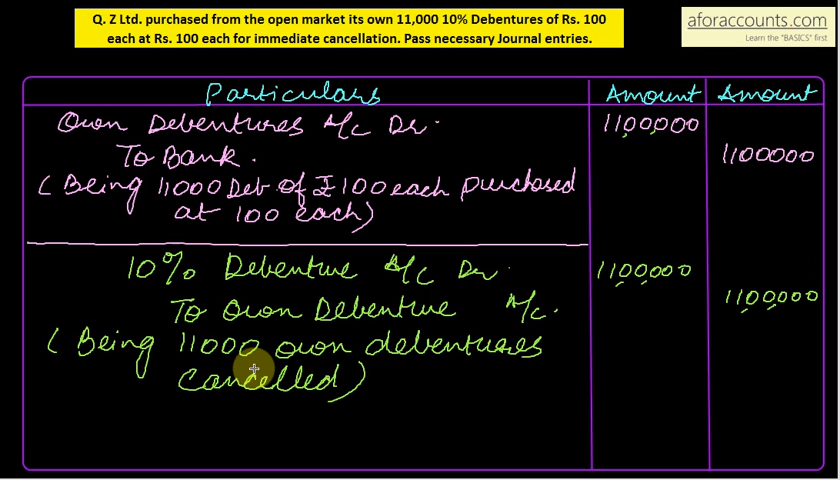 Q. Z Ltd. purchased from the open market its own 11,000 10% Debentures of Rs. 100
each at Rs. 100 each for immediate cancellation. Pass necessary Journal entries.
aforaccounts.com
Learn the "BASICS" first
Particulars Amount Amount
Own Debentures A/c Dr. 1100000
To Bank. 1100000
(Being 11000 Deb of ₹100 each purchased
at 100 each)
10% Debenture A/c Dr. 1100000
To Own Debenture A/c. 1100000
(Being 11000 own debentures
cancelled)